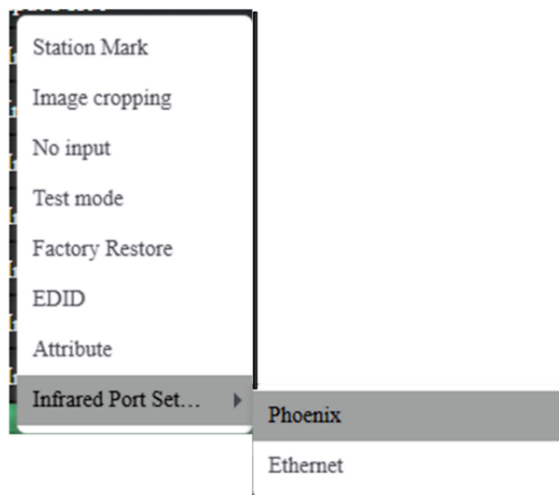 Station Mark
Image cropping
No input
Test mode
Factory Restore
EDID
Attribute
Infrared Port Set...
Phoenix
Ethernet